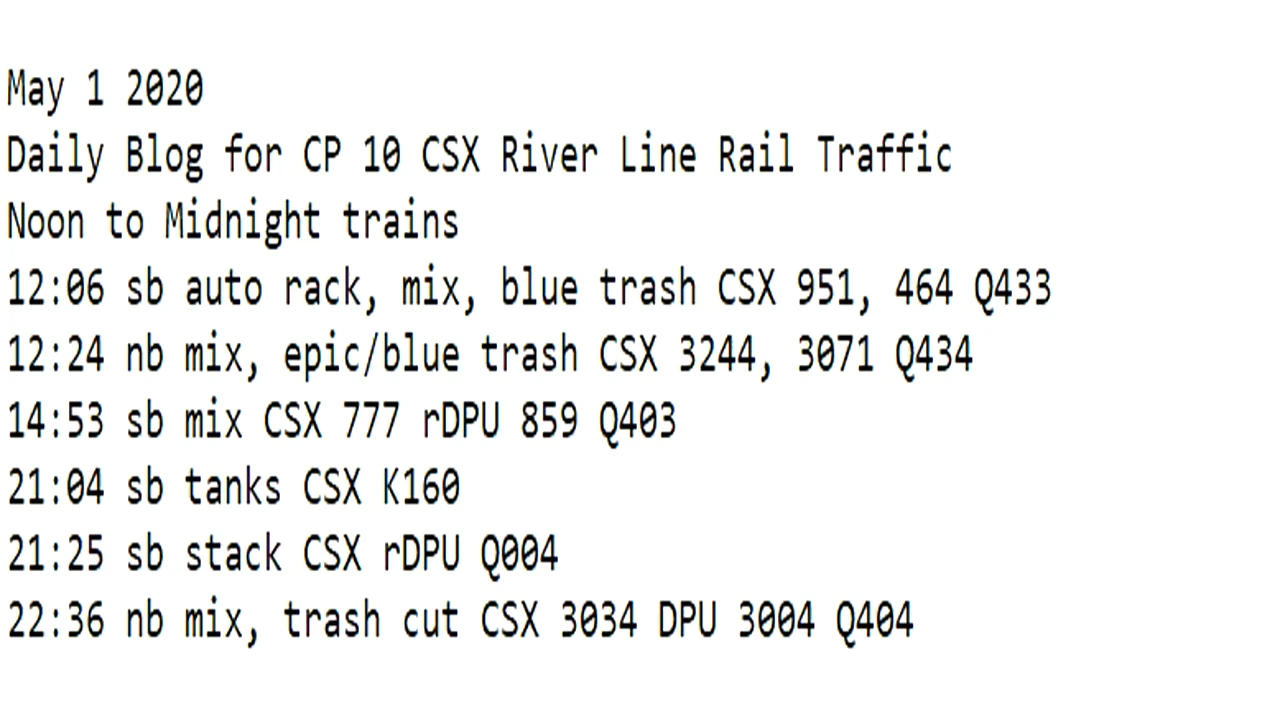 May 1 2020
Daily Blog for CP 10 CSX River Line Rail Traffic
Noon to Midnight trains
12:06 sb auto rack, mix, blue trash CSX 951, 464 Q433
12:24 nb mix, epic/blue trash CSX 3244, 3071 Q434
14:53 sb mix CSX 777 rDPU 859 Q403
21:04 sb tanks CSX K160
21:25 sb stack CSX rDPU Q004
22:36 nb mix, trash cut CSX 3034 DPU 3004 Q404